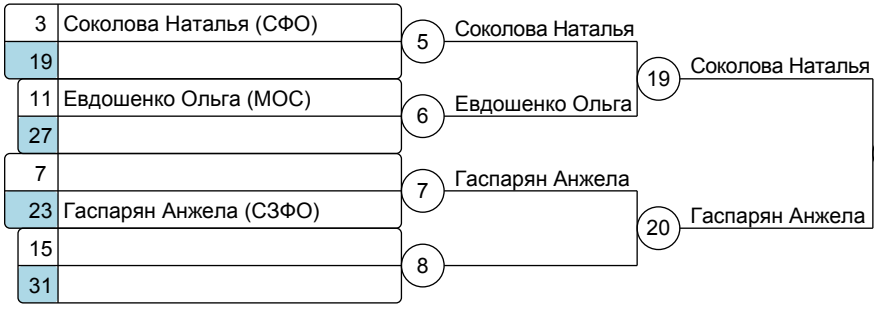 3 Соколова Наталья (СФО)
19
11 Евдошенко Ольга (МОС)
27
7
23 Гаспарян Анжела (СЗФО)
15
31
5 Соколова Наталья
6 Евдошенко Ольга
7 Гаспарян Анжела
8
19 Соколова Наталья
20 Гаспарян Анжела